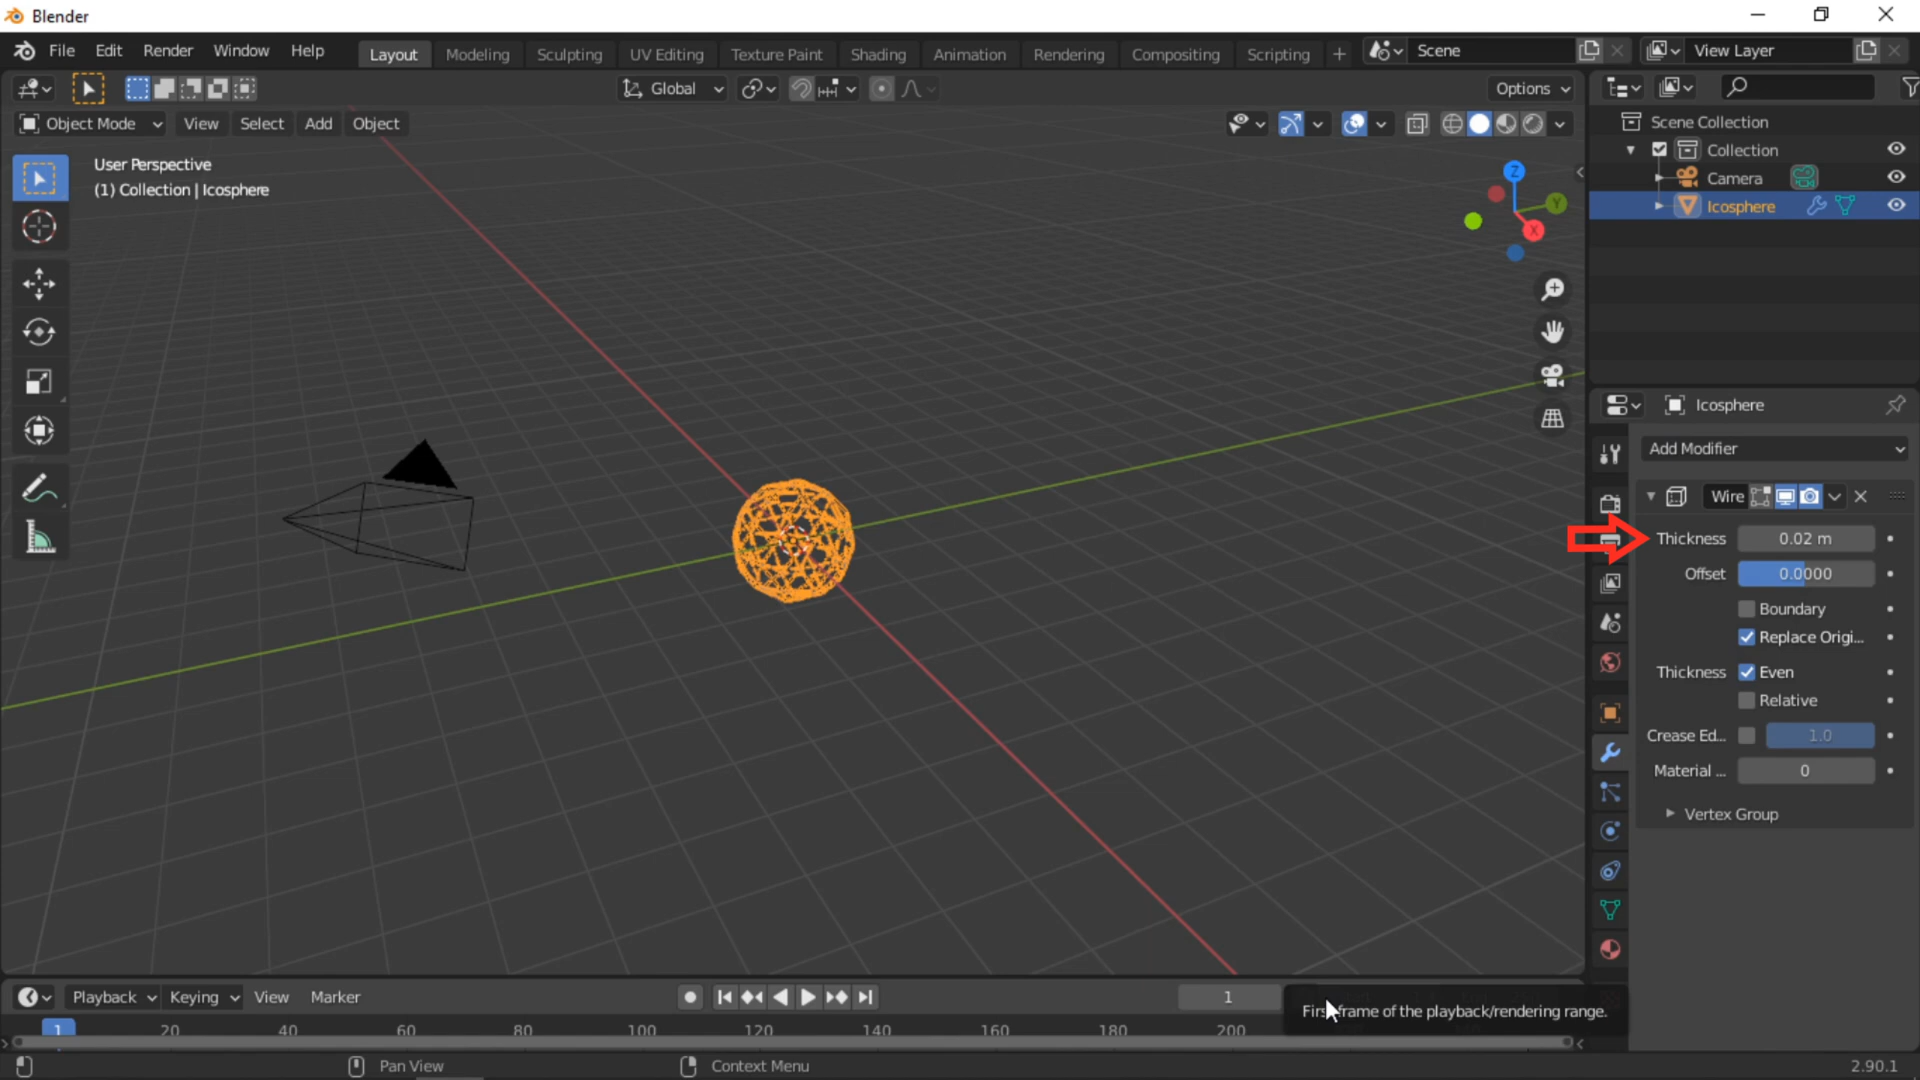 Blender
File Edit Render Window Help Layout Modeling Sculpting UV Editing Texture Paint Shading Animation Rendering Compositing Scripting + Scene View Layer
Global Options
Object Mode View Select Add Object
User Perspective
(1) Collection | Icosphere
Z
Y
X
Scene Collection
Collection
Camera
Icosphere
Icosphere
Add Modifier
Wire
Thickness 0.02 m
Offset 0.0000
Boundary
Replace Origi...
Thickness Even
Relative
Crease Ed... 1.0
Material ... 0
Vertex Group
Playback Keying View Marker 1
frame of the playback/rendering range.
1 20 40 60 80 100 120 140 160 180 200
Pan View Context Menu 2.90.1